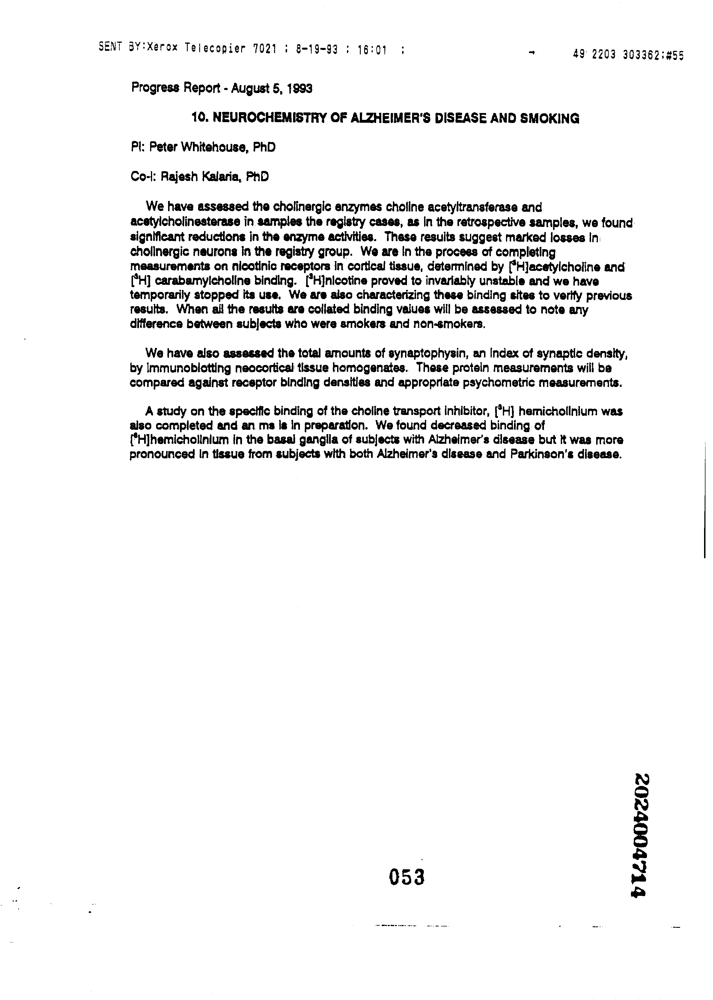 SENT BY:Xerox Telecopier 7021 ; 8-19-93 ; 16:01 ; → 49 2203 303362;#55
Progress Report - August 5, 1993
10. NEUROCHEMISTRY OF ALZHEIMER'S DISEASE AND SMOKING
PI: Peter Whitehouse, PhD
Co-I: Rajesh Kalaria, PhD
We have assessed the cholinergic enzymes choline acetyltransferase and
acetylcholinesterase in samples the registry cases, as in the retrospective samples, we found
significant reductions in the enzyme activities. These results suggest marked losses in
cholinergic neurons in the registry group. We are in the process of completing
measurements on nicotinic receptors in cortical tissue, determined by [³H]acetylcholine and
[³H] carabamylcholine binding. [³H]nicotine proved to invariably unstable and we have
temporarily stopped its use. We are also characterizing these binding sites to verify previous
results. When all the results are collated binding values will be assessed to note any
difference between subjects who were smokers and non-smokers.
We have also assessed the total amounts of synaptophysin, an index of synaptic density,
by immunoblotting neocortical tissue homogenates. These protein measurements will be
compared against receptor binding densities and appropriate psychometric measurements.
A study on the specific binding of the choline transport inhibitor, [³H] hemicholinium was
also completed and an ms is in preparation. We found decreased binding of
[³H]hemicholinium in the basal ganglia of subjects with Alzheimer's disease but it was more
pronounced in tissue from subjects with both Alzheimer's disease and Parkinson's disease.
053
2024004714